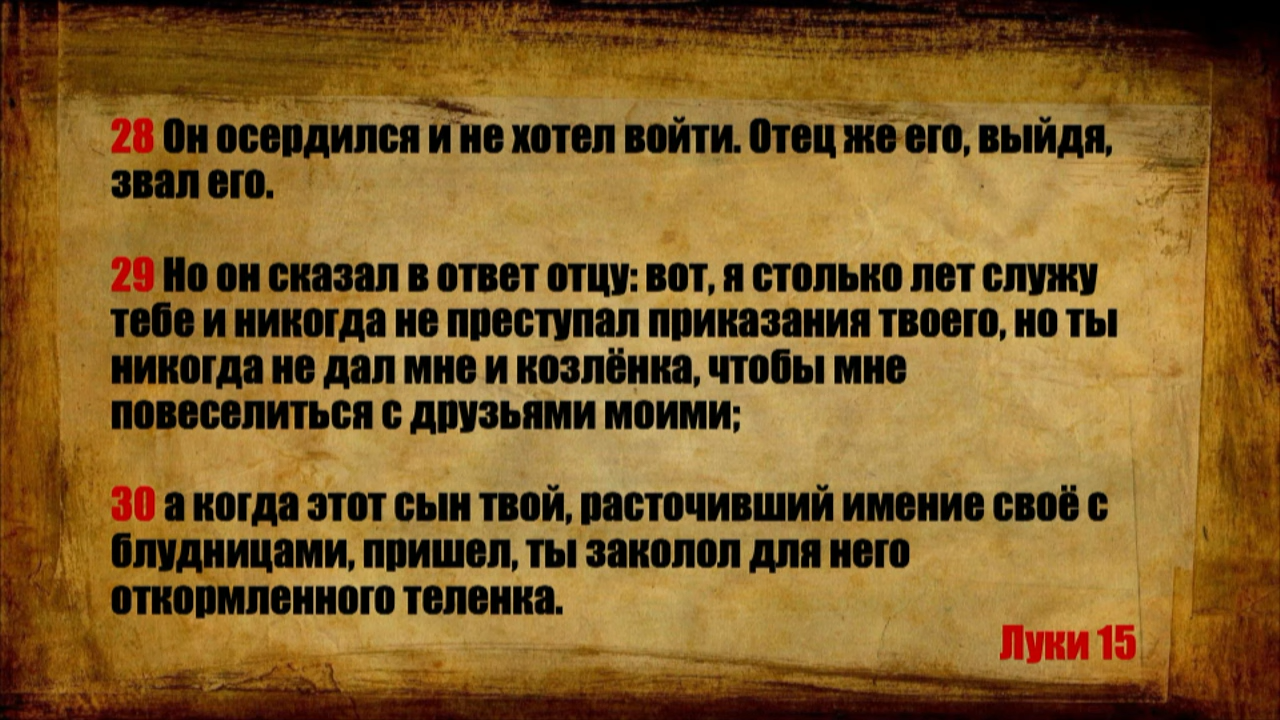 28 Он осердился и не хотел войти. Отец же его, выйдя,
звал его.
29 Но он сказал в ответ отцу: вот, я столько лет служу
тебе и никогда не преступал приказания твоего, но ты
никогда не дал мне и козлёнка, чтобы мне
повеселиться с друзьями моими;
30 а когда этот сын твой, расточивший имение своё с
блудницами, пришел, ты заколол для него
откормленного теленка.
Луки 15